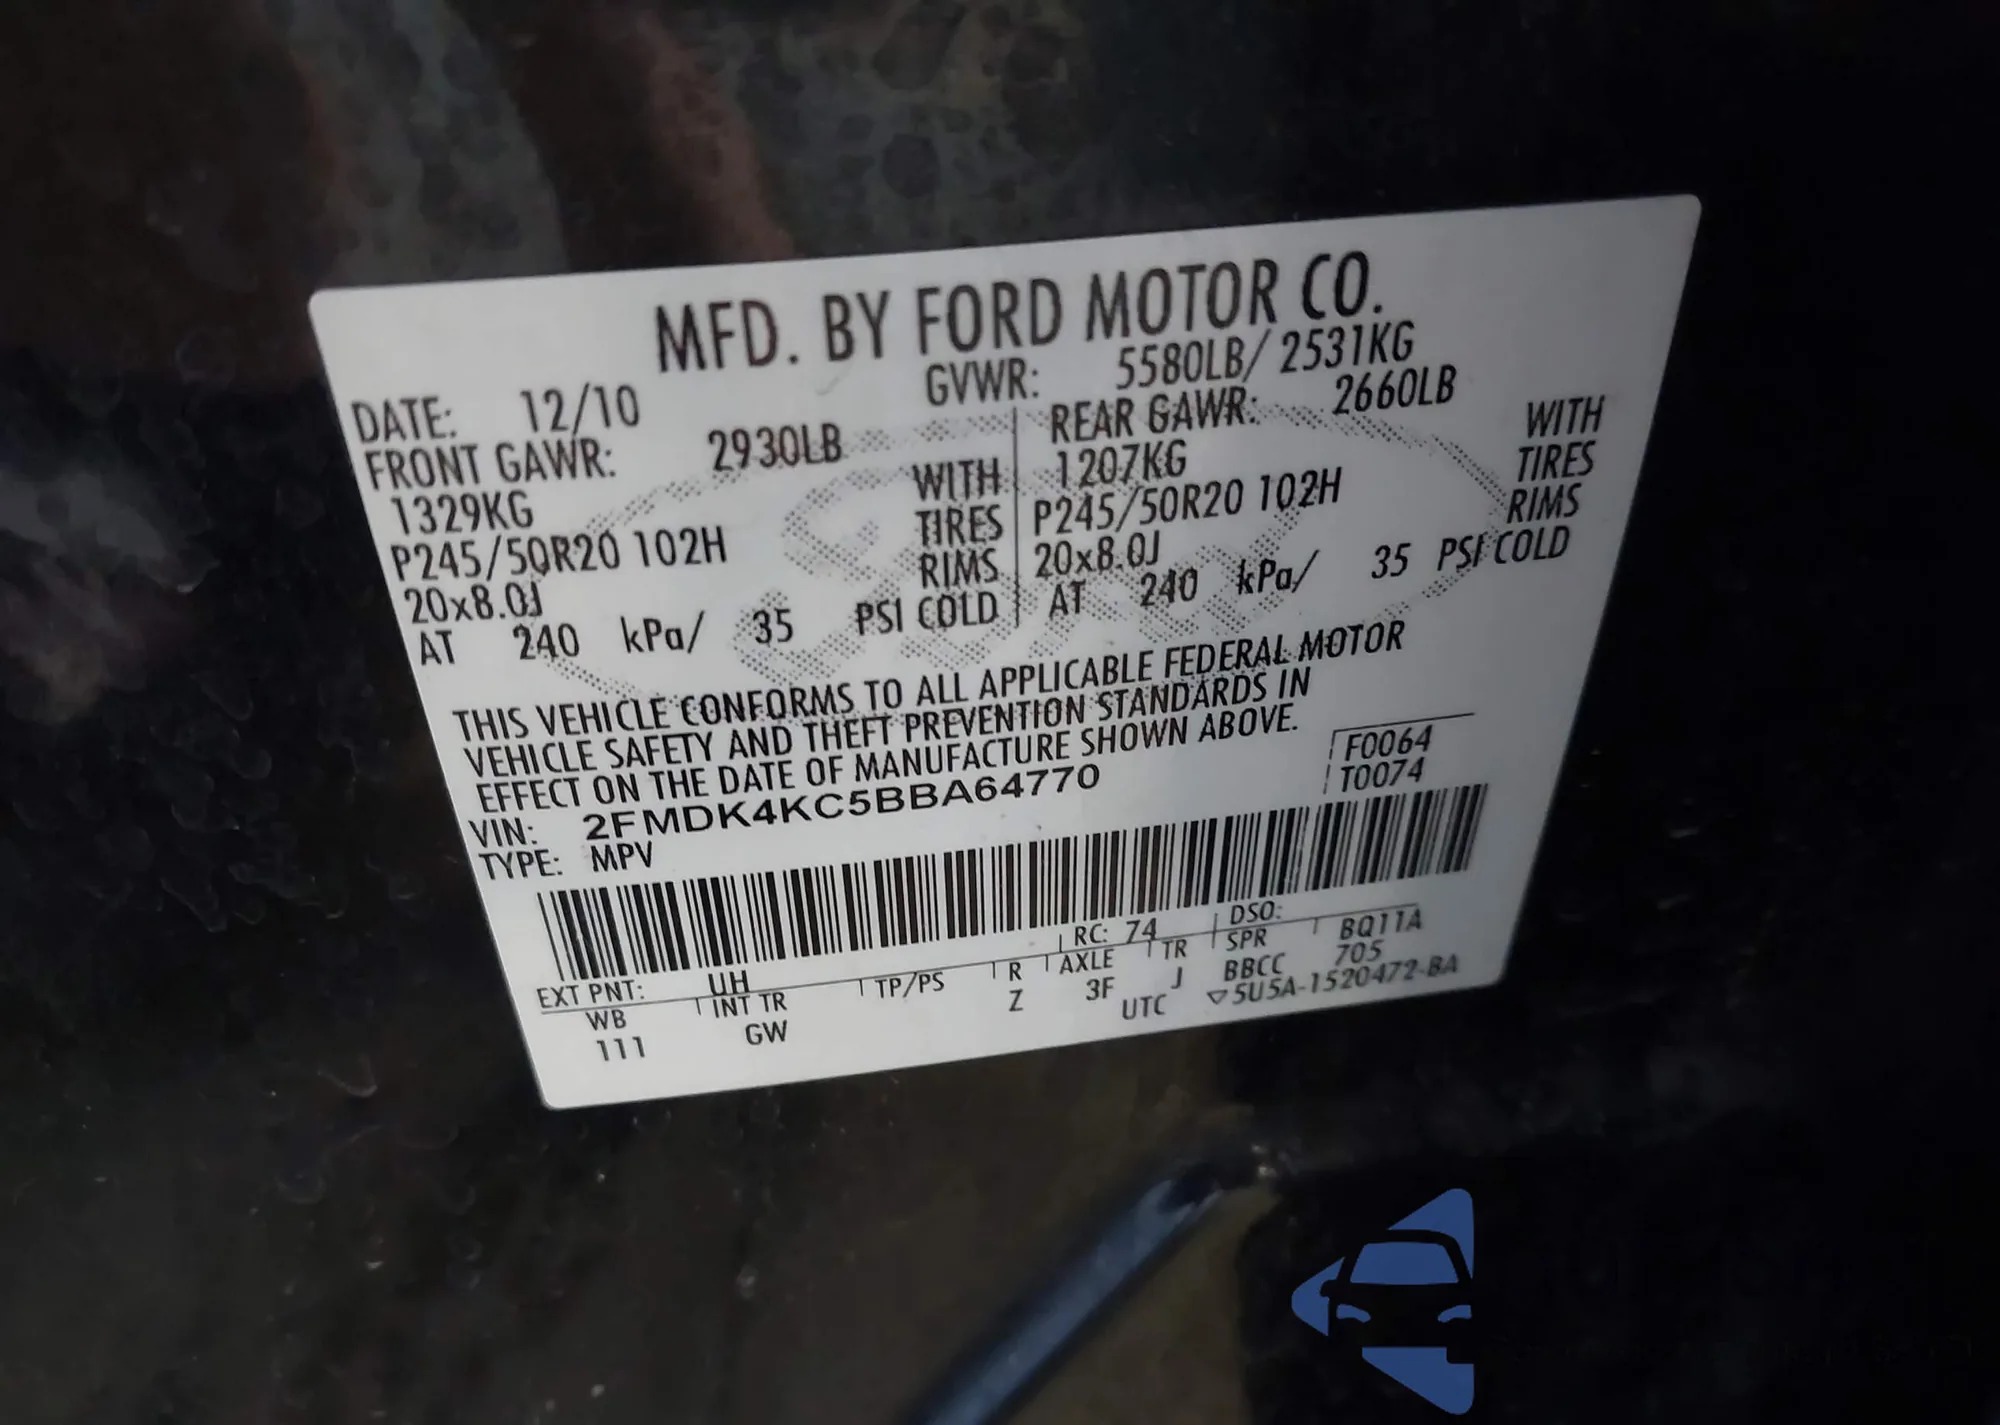 MFD. BY FORD MOTOR CO.
DATE: 12/10 GVWR: 5580LB/ 2531KG
FRONT GAWR: 2930LB REAR GAWR: 2660LB
1329KG WITH 1207KG WITH
P245/50R20 102H TIRES P245/50R20 102H TIRES
20x8.0J RIMS 20x8.0J RIMS
AT 240 kPa/ 35 PSI COLD AT 240 kPa/ 35 PSI COLD
THIS VEHICLE CONFORMS TO ALL APPLICABLE FEDERAL MOTOR
VEHICLE SAFETY AND THEFT PREVENTION STANDARDS IN
EFFECT ON THE DATE OF MANUFACTURE SHOWN ABOVE.
VIN: 2FMDK4KC5BBA64770 F0064
TYPE: MPV T0074
EXT PNT: UH RC: 74 DSO: BQ11A
WB INT TR TP/PS R AXLE TR SPR 705
111 GW Z 3F J BBCC
UTC ▽5U5A-1520472-BA